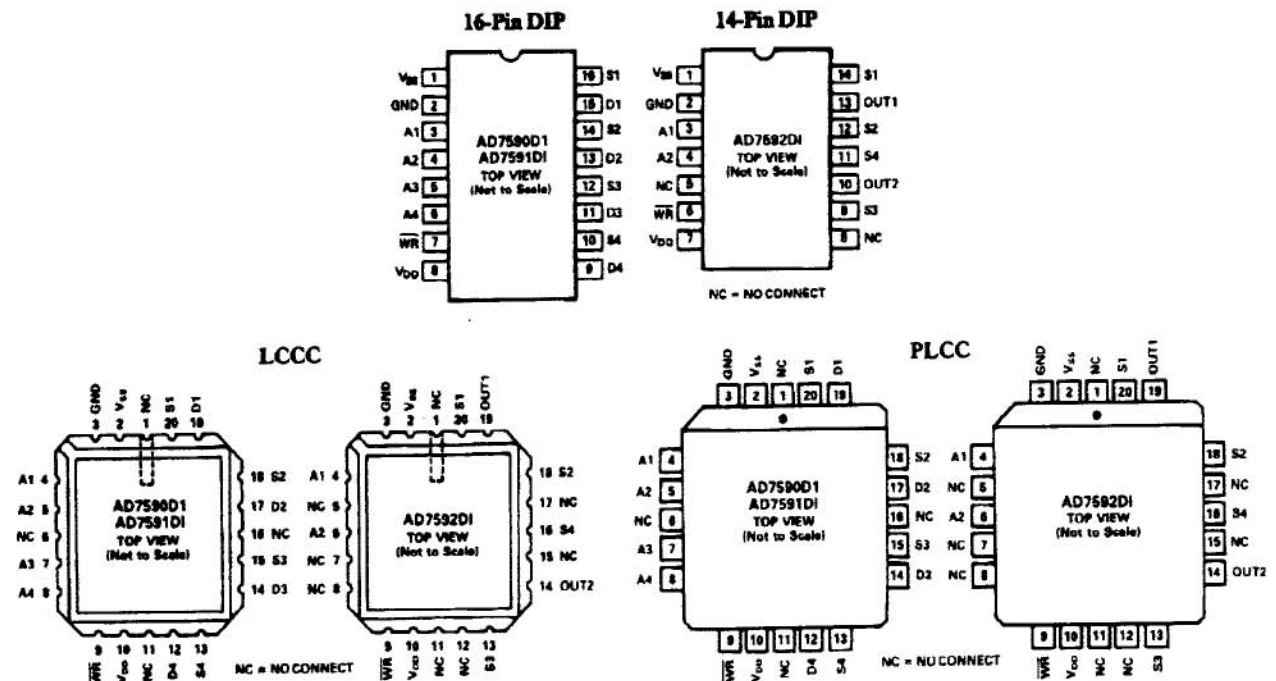 16-Pin DIP
14-Pin DIP
VSS 1
GND 2
A1 3
A2 4
A3 5
A4 6
WR 7
VDD 8
AD7590D1
AD7591DI
TOP VIEW
(Not to Scale)
16 S1
15 D1
14 S2
13 D2
12 S3
11 D3
10 S4
9 D4
VSS 1
GND 2
A1 3
A2 4
NC 5
WR 6
VDD 7
AD7592DI
TOP VIEW
(Not to Scale)
14 S1
13 OUT1
12 S2
11 S4
10 OUT2
9 S3
8 NC
NC = NO CONNECT
LCCC
PLCC
GND VSS NC S1 D1
3 2 1 20 19
A1 4
A2 5
NC 6
A3 7
A4 8
AD7590D1
AD7591DI
TOP VIEW
(Not to Scale)
18 S2
17 D2
16 NC
15 S3
14 D3
9 10 11 12 13
WR VDD NC D4 S4
GND VSS NC S1 OUT1
3 2 1 20 19
A1 4
NC 5
A2 6
NC 7
NC 8
AD7592DI
TOP VIEW
(Not to Scale)
18 S2
17 NC
16 S4
15 NC
14 OUT2
9 10 11 12 13
WR VDD NC NC S3
NC = NO CONNECT
GND VSS NC S1 D1
3 2 1 20 19
A1 4
A2 5
NC 6
A3 7
A4 8
AD7590DI
AD7591DI
TOP VIEW
(Not to Scale)
18 S2
17 D2
16 NC
15 S3
14 D3
9 10 11 12 13
WR VDD NC D4 S4
GND VSS NC S1 OUT1
3 2 1 20 19
A1 4
NC 5
A2 6
NC 7
NC 8
AD7592DI
TOP VIEW
(Not to Scale)
18 S2
17 NC
16 S4
15 NC
14 OUT2
9 10 11 12 13
WR VDD NC NC S3
NC = NO CONNECT